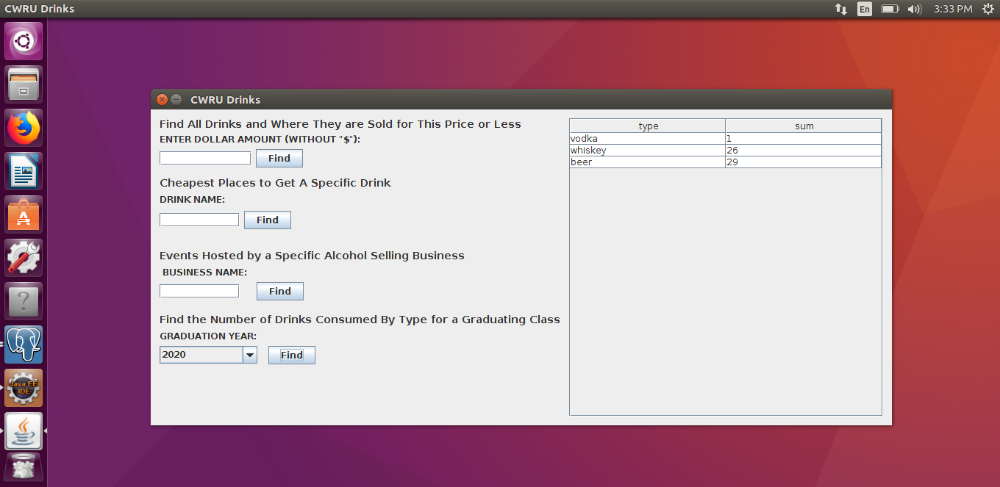 CWRU Drinks
En
3:33 PM
CWRU Drinks
Find All Drinks and Where They are Sold for This Price or Less
ENTER DOLLAR AMOUNT (WITHOUT "$"):
Find
Cheapest Places to Get A Specific Drink
DRINK NAME:
Find
Events Hosted by a Specific Alcohol Selling Business
BUSINESS NAME:
Find
Find the Number of Drinks Consumed By Type for a Graduating Class
GRADUATION YEAR:
2020 Find
type sum
vodka 1
whiskey 26
beer 29
A
?
Java EE
IDE